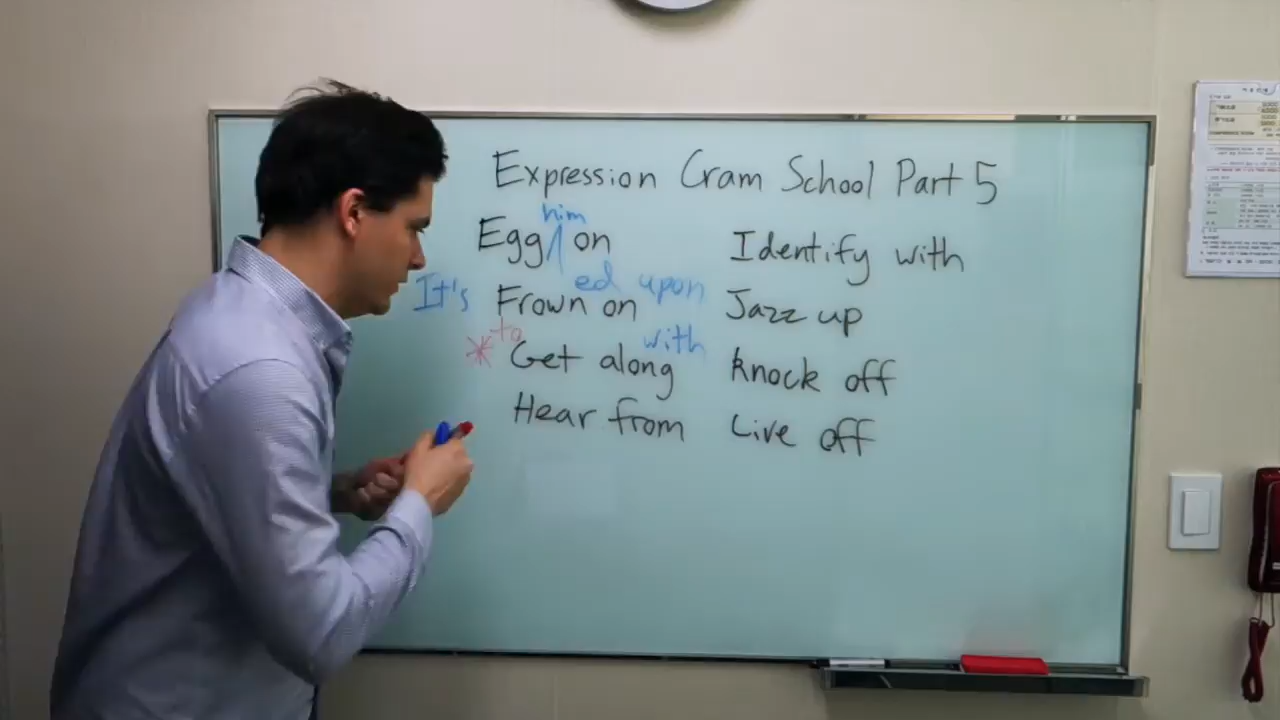 Expression Cram School Part 5
him
Egg on
It's ed upon
Frown on
to with
* Get along
Hear from
Identify with
Jazz up
Knock off
Live off